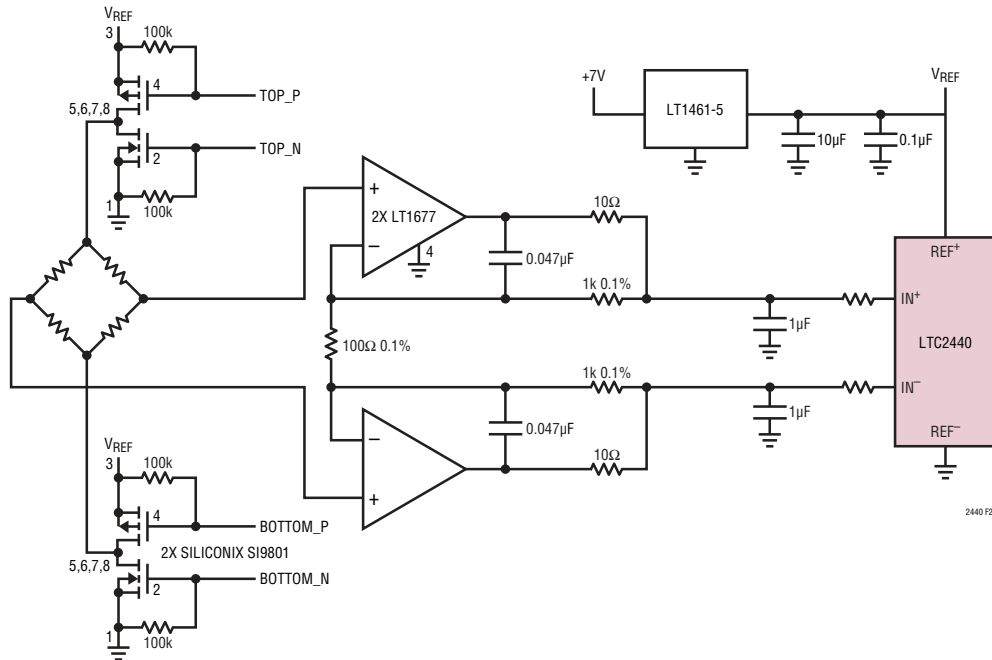 VREF
3
100k
4
TOP_P
5,6,7,8
TOP_N
2
1
100k
+7V
LT1461-5
VREF
10µF
0.1µF
+
2X LT1677
−
4
10Ω
0.047µF
1k 0.1%
REF+
IN+
1µF
LTC2440
100Ω 0.1%
1k 0.1%
IN−
1µF
REF−
−
0.047µF
10Ω
+
VREF
3
100k
4
BOTTOM_P
2X SILICONIX SI9801
5,6,7,8
BOTTOM_N
2
1
100k
2440 F2